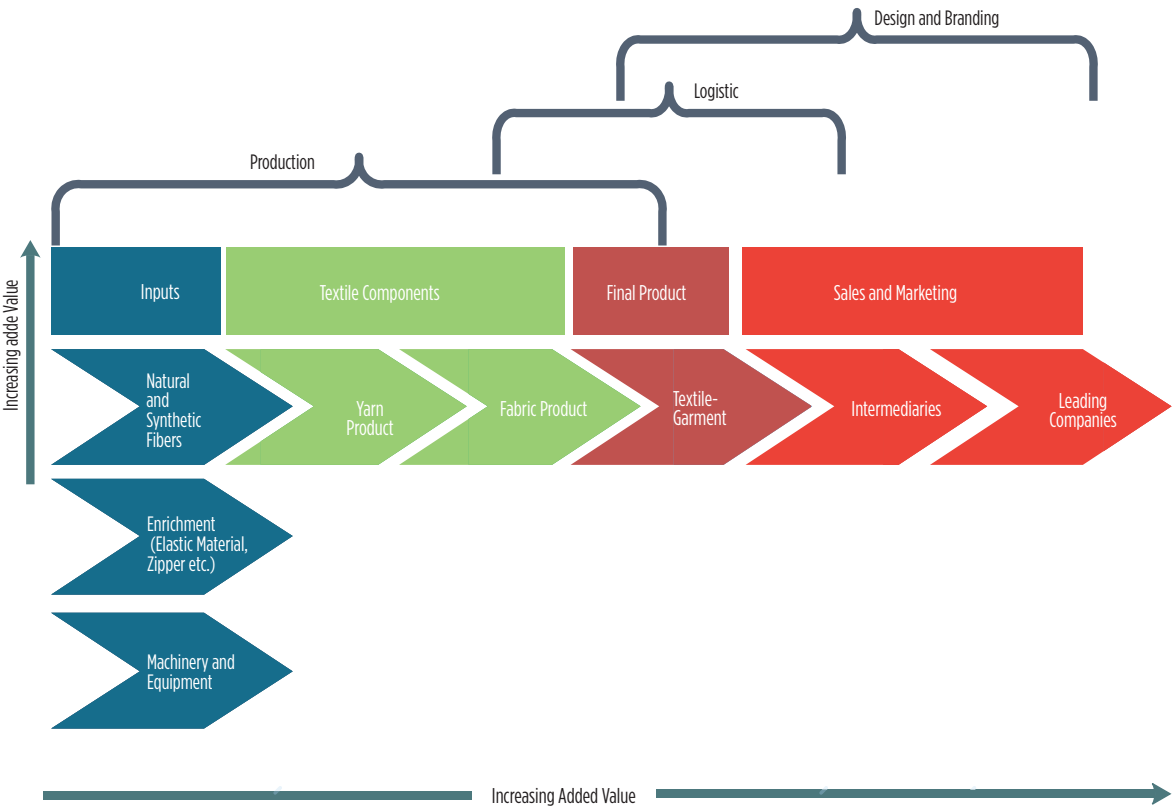 Design and Branding
Logistic
Production
Increasing adde Value
Inputs
Textile Components
Final Product
Sales and Marketing
Natural
and
Synthetic
Fibers
Yarn
Product
Fabric Product
Textile-
Garment
Intermediaries
Leading
Companies
Enrichment
(Elastic Material,
Zipper etc.)
Machinery and
Equipment
Increasing Added Value